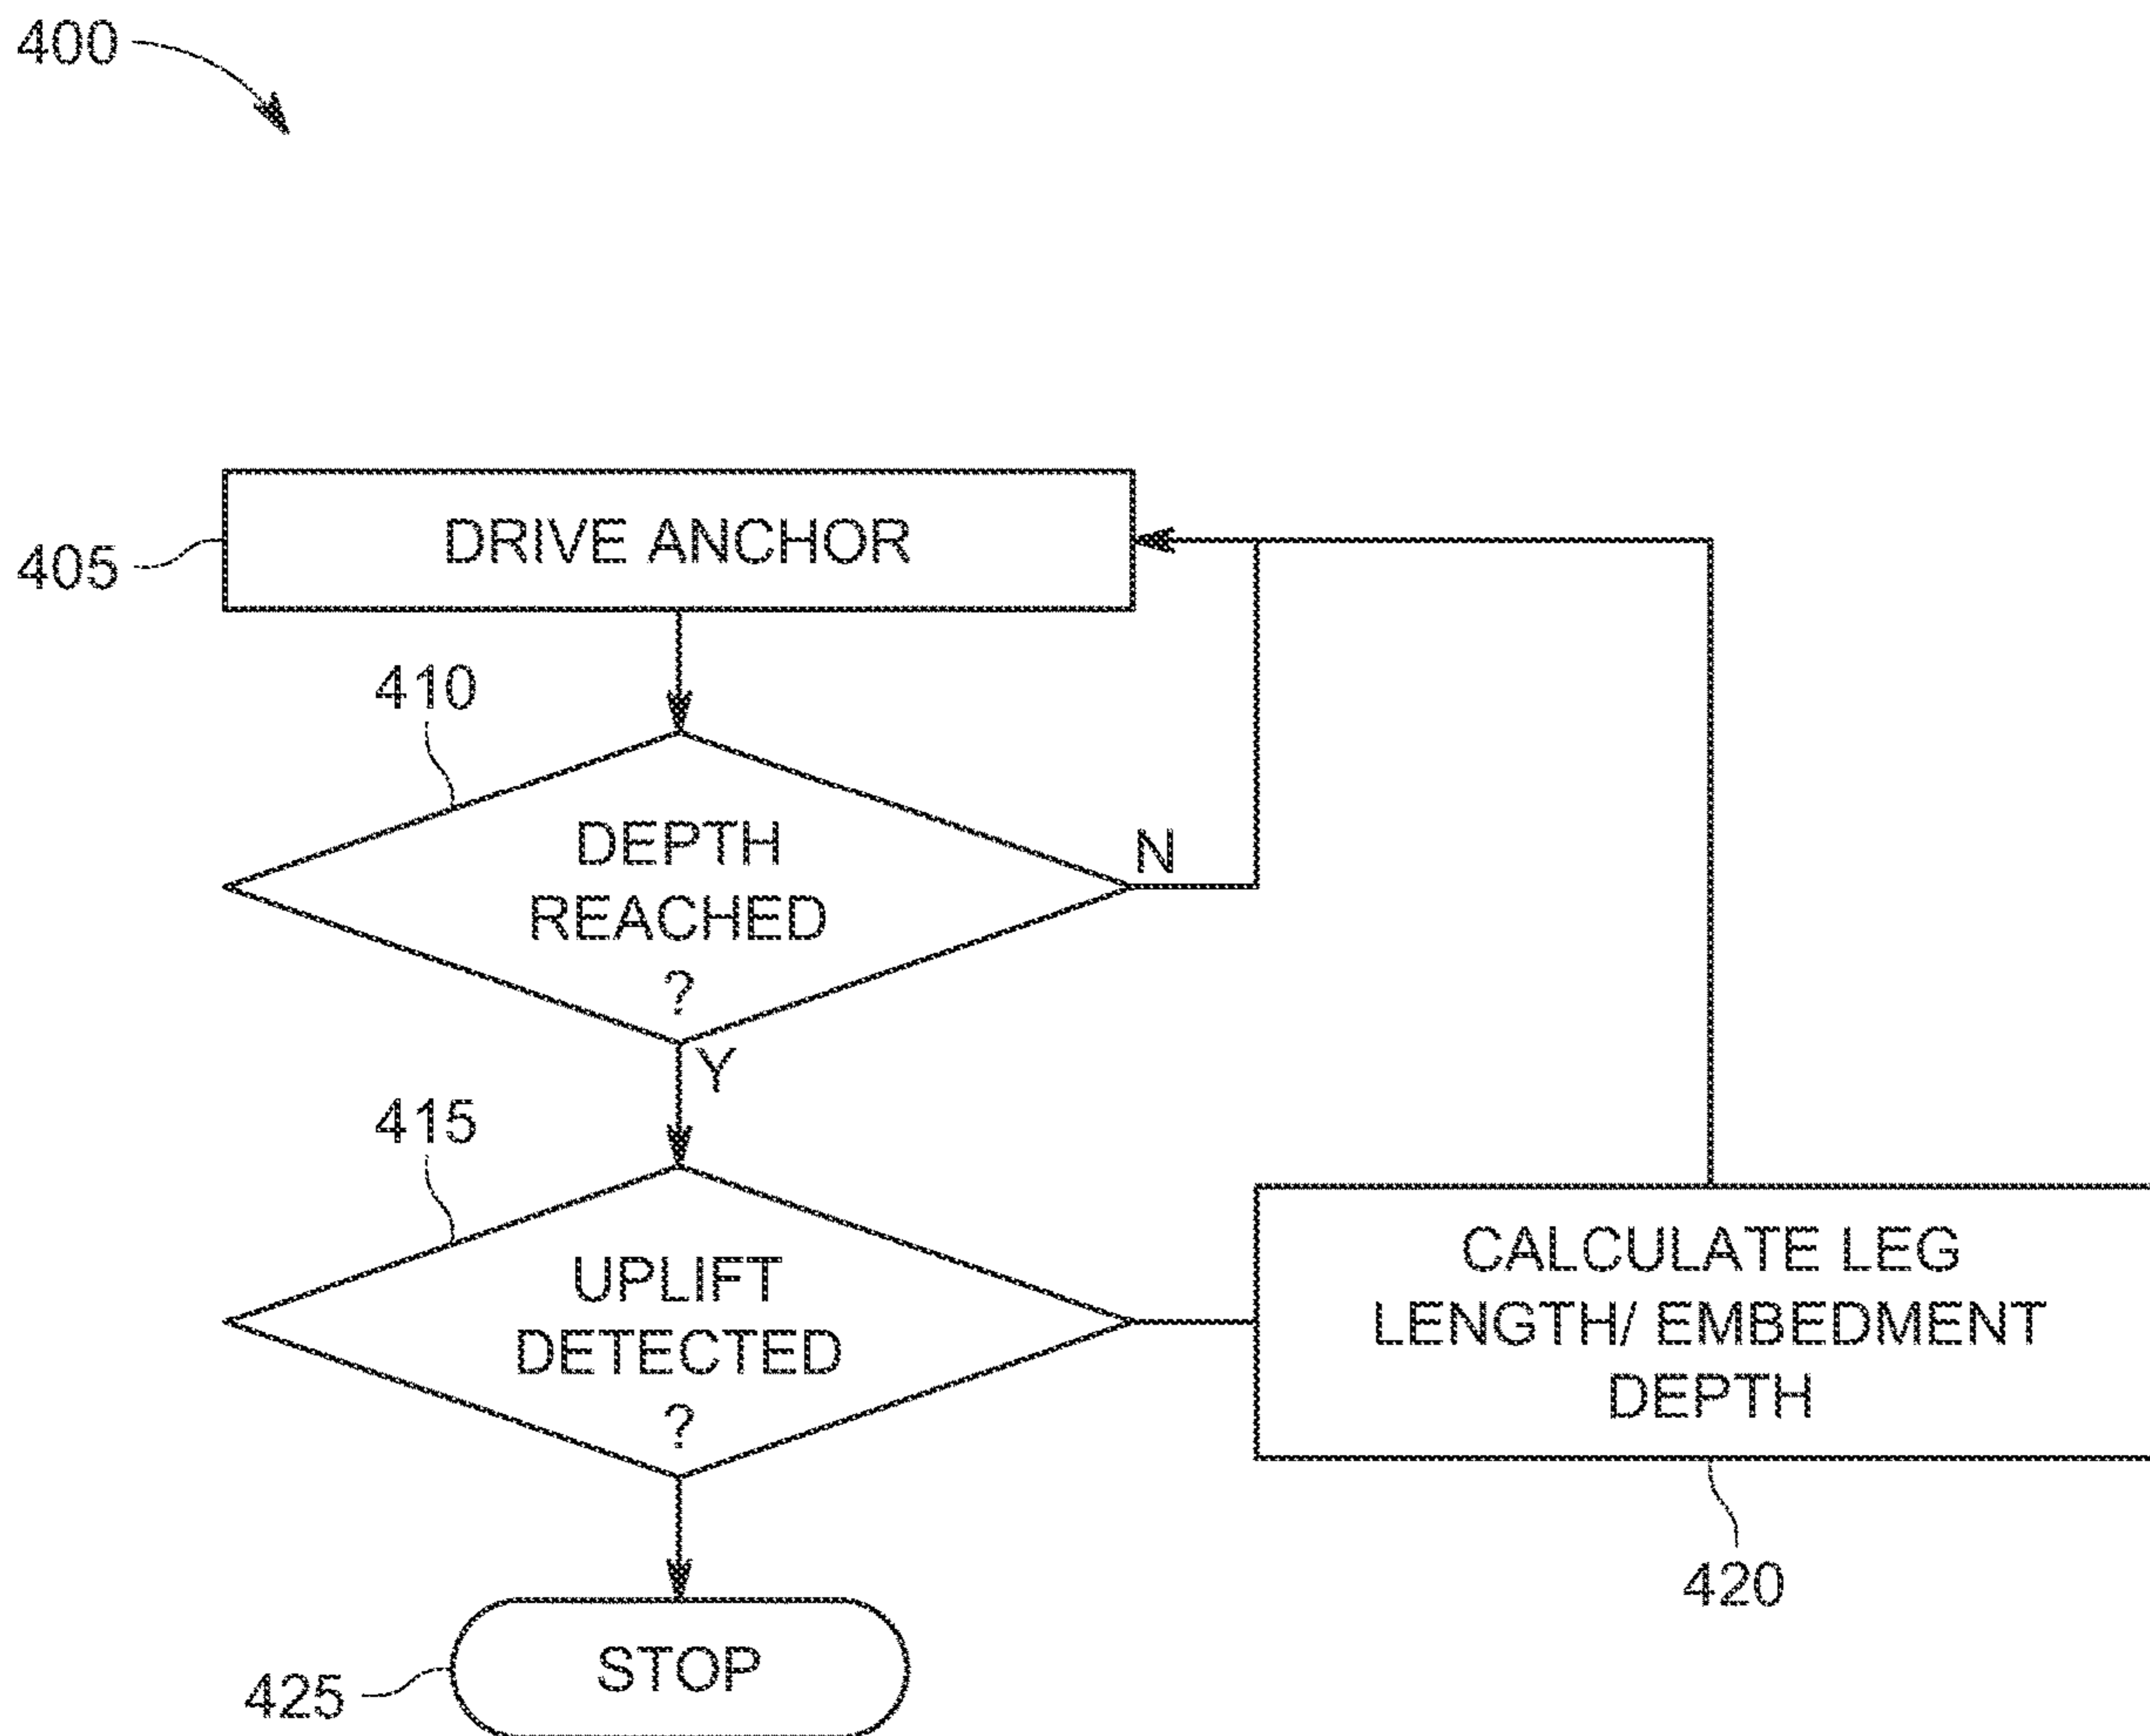 400
DRIVE ANCHOR
405
410
DEPTH
REACHED
?
N
Y
415
UPLIFT
DETECTED
?
CALCULATE LEG
LENGTH/ EMBEDMENT
DEPTH
420
STOP
425